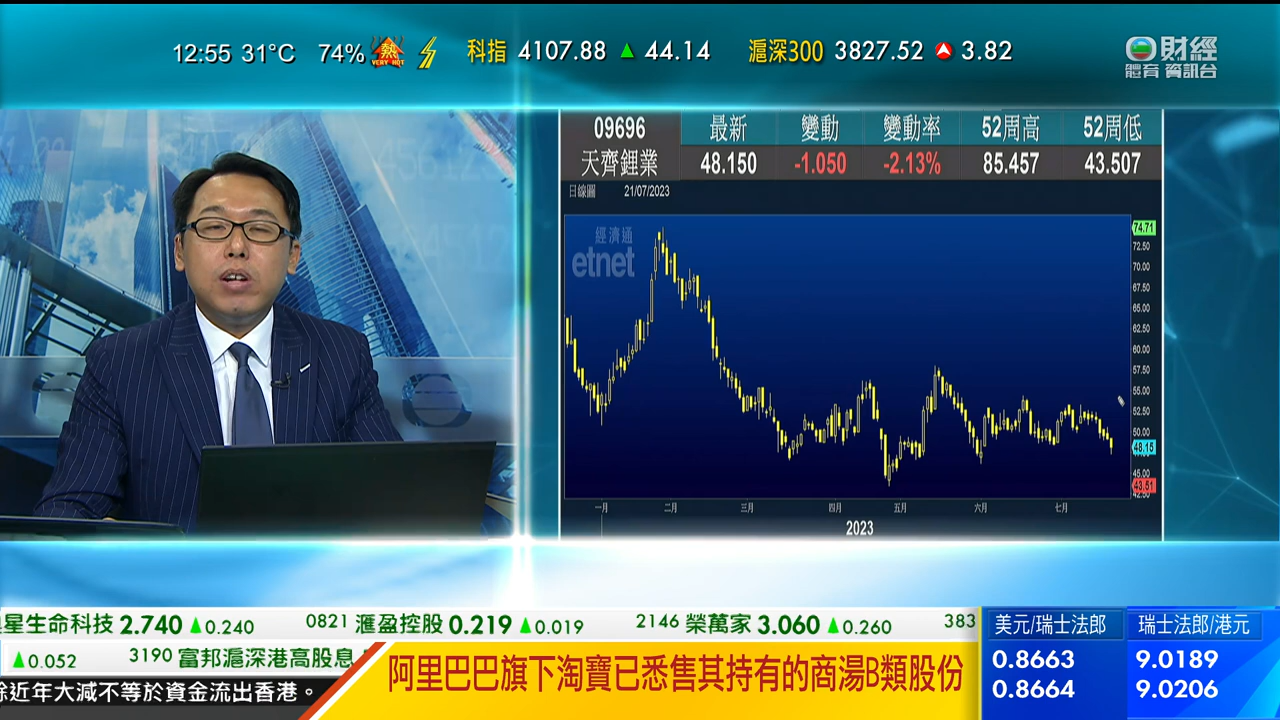 12:55 31°C 74% VERY HOT 科指 4107.88 ▲ 44.14 滬深300 3827.52 3.82
熱
財經
體育 資訊台
09696 最新 變動 變動率 52周高 52周低
天齊鋰業 48.150 -1.050 -2.13% 85.457 43.507
日線圖 21/07/2023
經濟通
etnet
74.71
72.50
70.00
67.50
65.00
62.50
60.00
57.50
55.00
52.50
50.00
48.15
45.00
43.51
42.50
一月 二月 三月 四月 五月 六月 七月
2023
星生命科技 2.740 ▲0.240 0821 滙盈控股 0.219 ▲0.019 2146 榮萬家 3.060 ▲0.260 383
▲0.052 3190 富邦滬深港高股息
近年大減不等於資金流出香港。
阿里巴巴旗下淘寶已悉售其持有的商湯B類股份
美元/瑞士法郎 瑞士法郎/港元
0.8663 9.0189
0.8664 9.0206